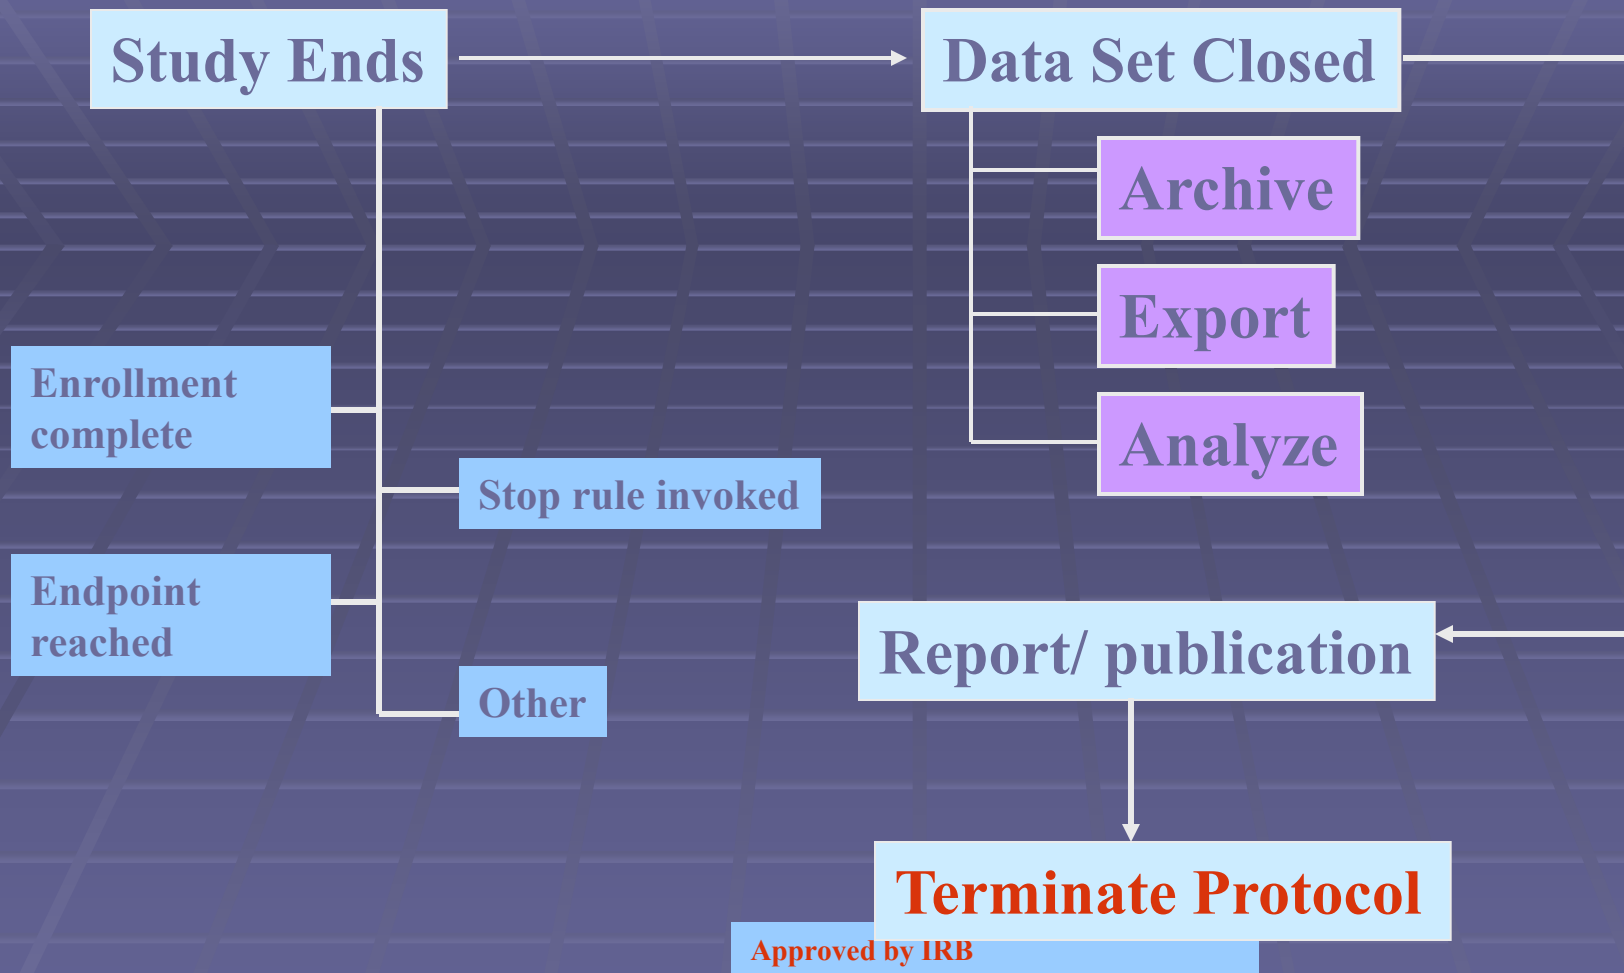 Study Ends
Data Set Closed
Archive
Export
Analyze
Enrollment
complete
Stop rule invoked
Endpoint
reached
Other
Report/ publication
Terminate Protocol
Approved by IRB